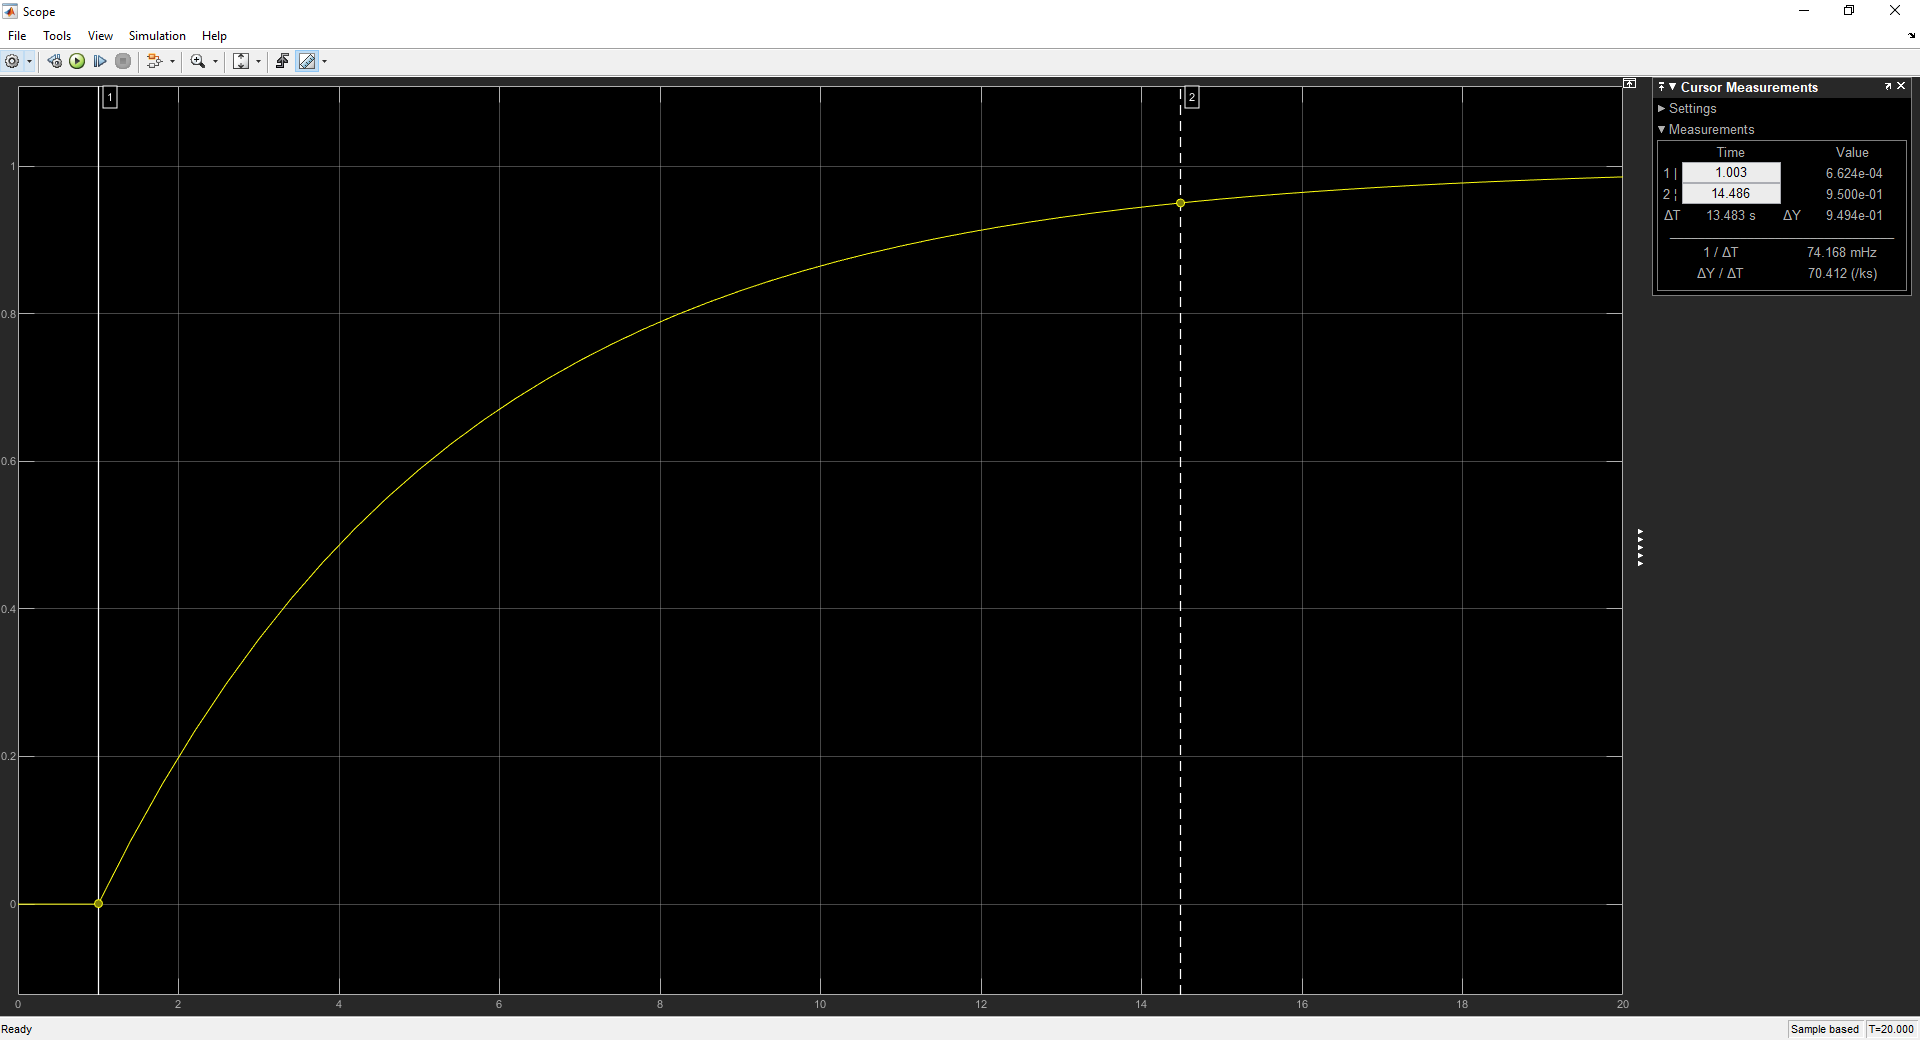 Scope
File Tools View Simulation Help
1
2
1
0.8
0.6
0.4
0.2
0
0 2 4 6 8 10 12 14 16 18 20
Cursor Measurements
Settings
Measurements
Time Value
1 | 1.003 6.624e-04
2 ¦ 14.486 9.500e-01
ΔT 13.483 s ΔY 9.494e-01
1 / ΔT 74.168 mHz
ΔY / ΔT 70.412 (/ks)
Ready
Sample based T=20.000